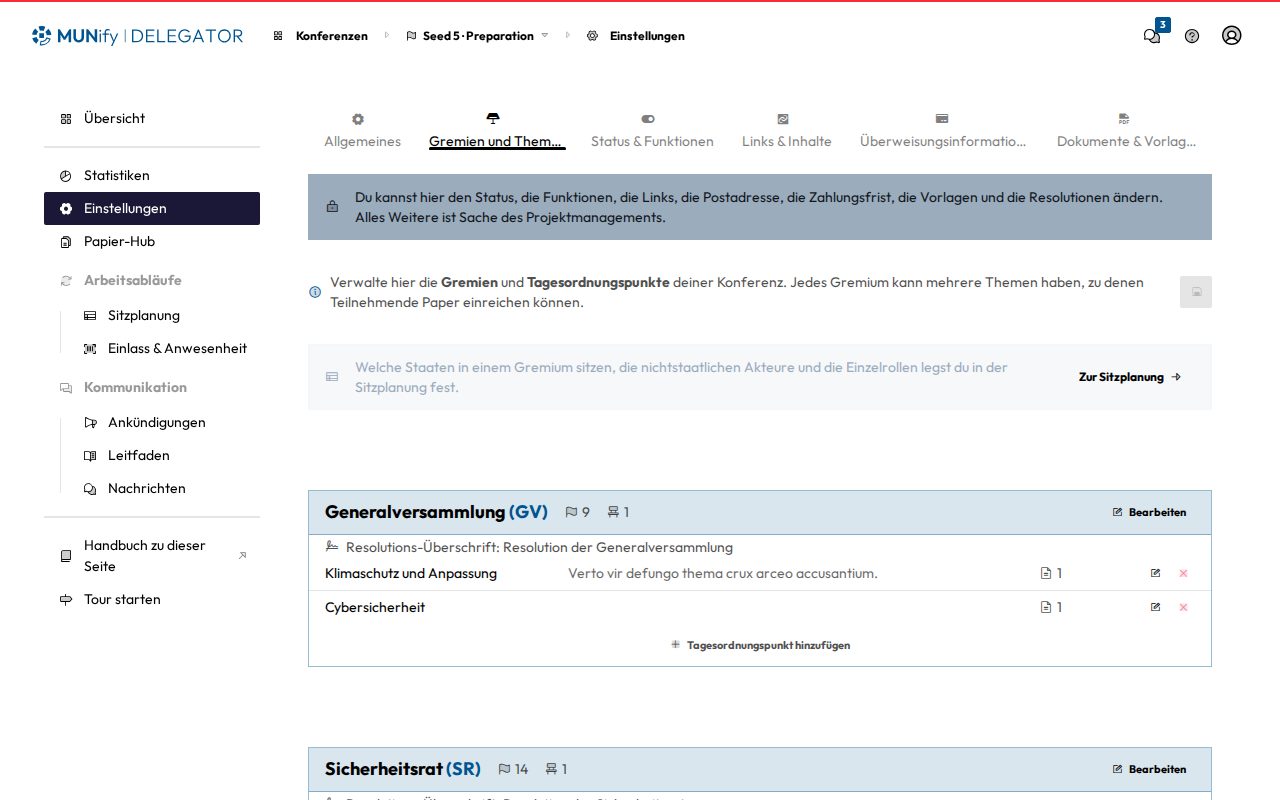 MUNify | DELEGATOR
Konferenzen
Seed 5 · Preparation
Einstellungen
3
Übersicht
Statistiken
Einstellungen
Papier-Hub
Arbeitsabläufe
Sitzplanung
Einlass & Anwesenheit
Kommunikation
Ankündigungen
Leitfaden
Nachrichten
Handbuch zu dieser
Seite
Tour starten
Allgemeines
Gremien und Them…
Status & Funktionen
Links & Inhalte
Überweisungsinformatio…
PDF
Dokumente & Vorlag…
Du kannst hier den Status, die Funktionen, die Links, die Postadresse, die Zahlungsfrist, die Vorlagen und die Resolutionen ändern.
Alles Weitere ist Sache des Projektmanagements.
Verwalte hier die Gremien und Tagesordnungspunkte deiner Konferenz. Jedes Gremium kann mehrere Themen haben, zu denen
Teilnehmende Paper einreichen können.
Welche Staaten in einem Gremium sitzen, die nichtstaatlichen Akteure und die Einzelrollen legst du in der
Sitzplanung fest.
Zur Sitzplanung
Generalversammlung (GV) 9 1
Bearbeiten
Resolutions-Überschrift: Resolution der Generalversammlung
Klimaschutz und Anpassung Verto vir defungo thema crux arceo accusantium. 1
Cybersicherheit 1
Tagesordnungspunkt hinzufügen
Sicherheitsrat (SR) 14 1
Bearbeiten